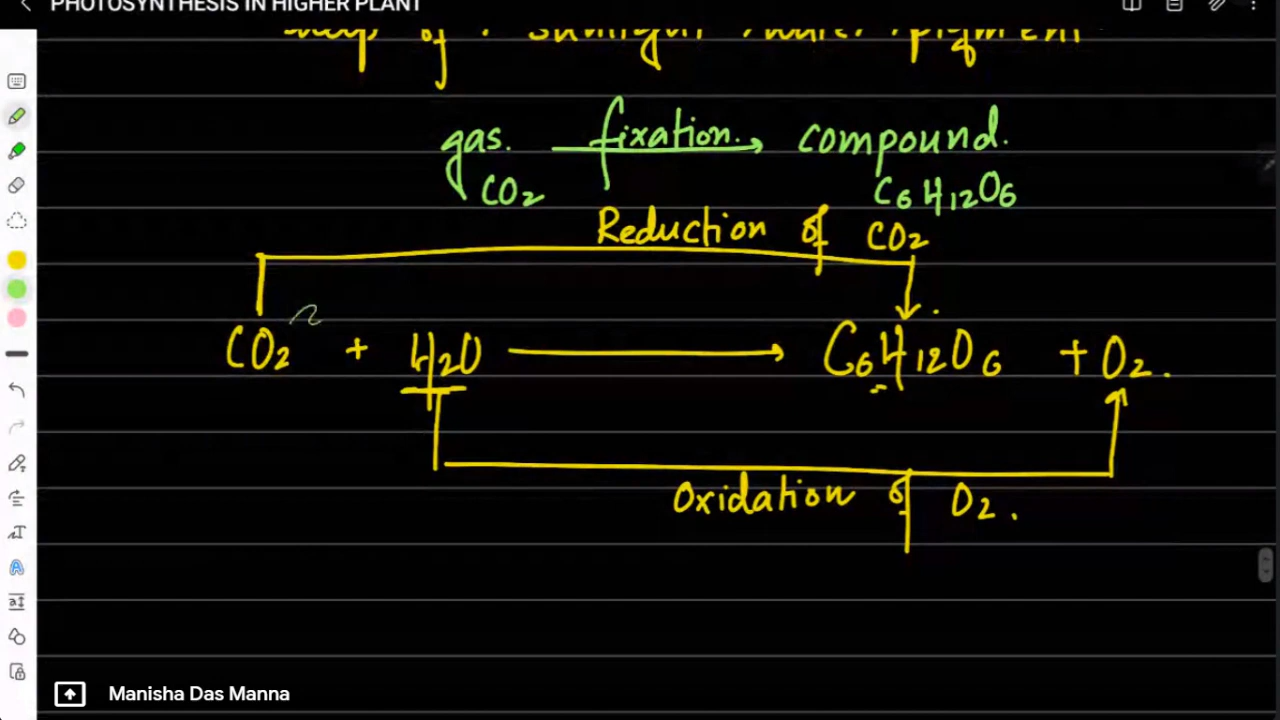 PHOTOSYNTHESIS IN HIGHER PLANT
of
gas. fixation. compound.
CO2 C6H12O6
Reduction of CO2
CO2 + H2O → C6H12O6 + O2.
Oxidation of O2.
Manisha Das Manna